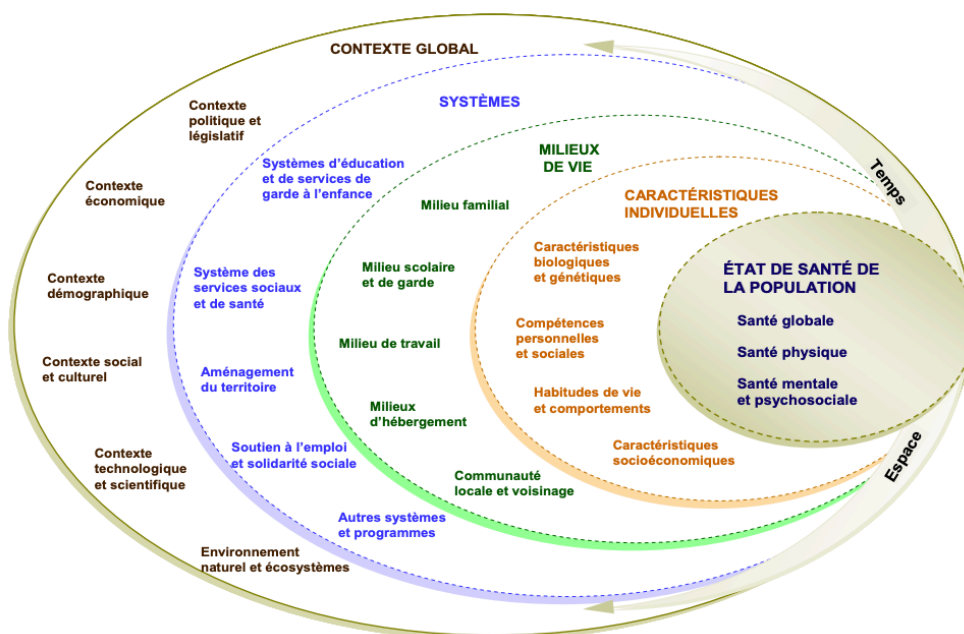 CONTEXTE GLOBAL
Contexte
politique et
législatif
Contexte
économique
Contexte
démographique
Contexte social
et culturel
Contexte
technologique
et scientifique
Environnement
naturel et écosystèmes
SYSTÈMES
Systèmes d'éducation
et de services de
garde à l'enfance
Système des
services sociaux
et de santé
Aménagement
du territoire
Soutien à l'emploi
et solidarité sociale
Autres systèmes
et programmes
MILIEUX
DE VIE
Milieu familial
Milieu scolaire
et de garde
Milieu de travail
Milieux
d'hébergement
Communauté
locale et voisinage
CARACTÉRISTIQUES
INDIVIDUELLES
Caractéristiques
biologiques
et génétiques
Compétences
personnelles
et sociales
Habitudes de vie
et comportements
Caractéristiques
socioéconomiques
ÉTAT DE SANTÉ DE
LA POPULATION
Santé globale
Santé physique
Santé mentale
et psychosociale
Temps
Espace